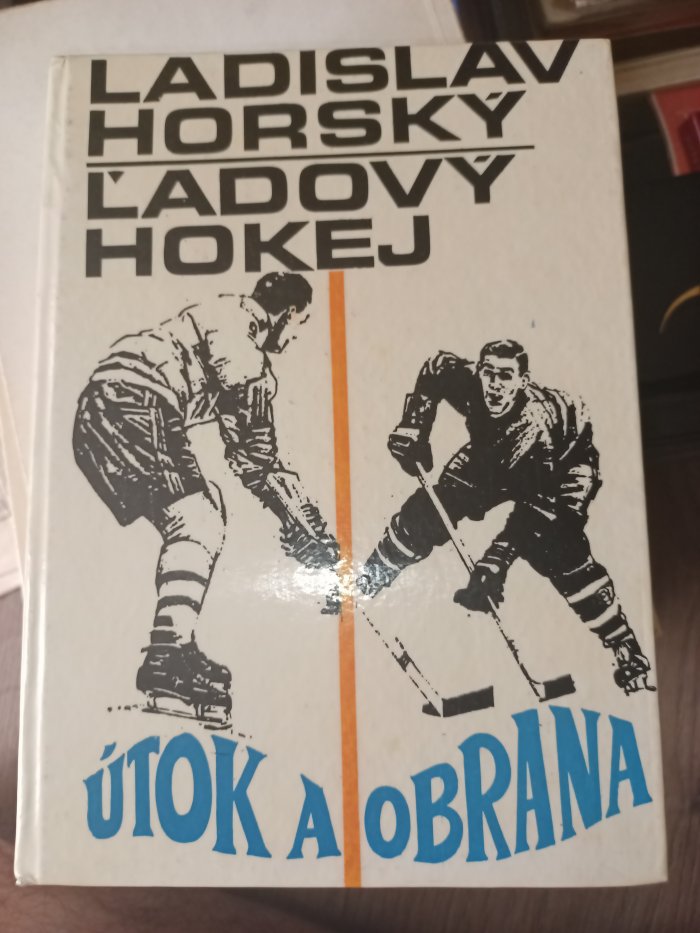 LADISLAV
HORSKÝ
ĽADOVÝ
HOKEJ
ÚTOK A OBRANA